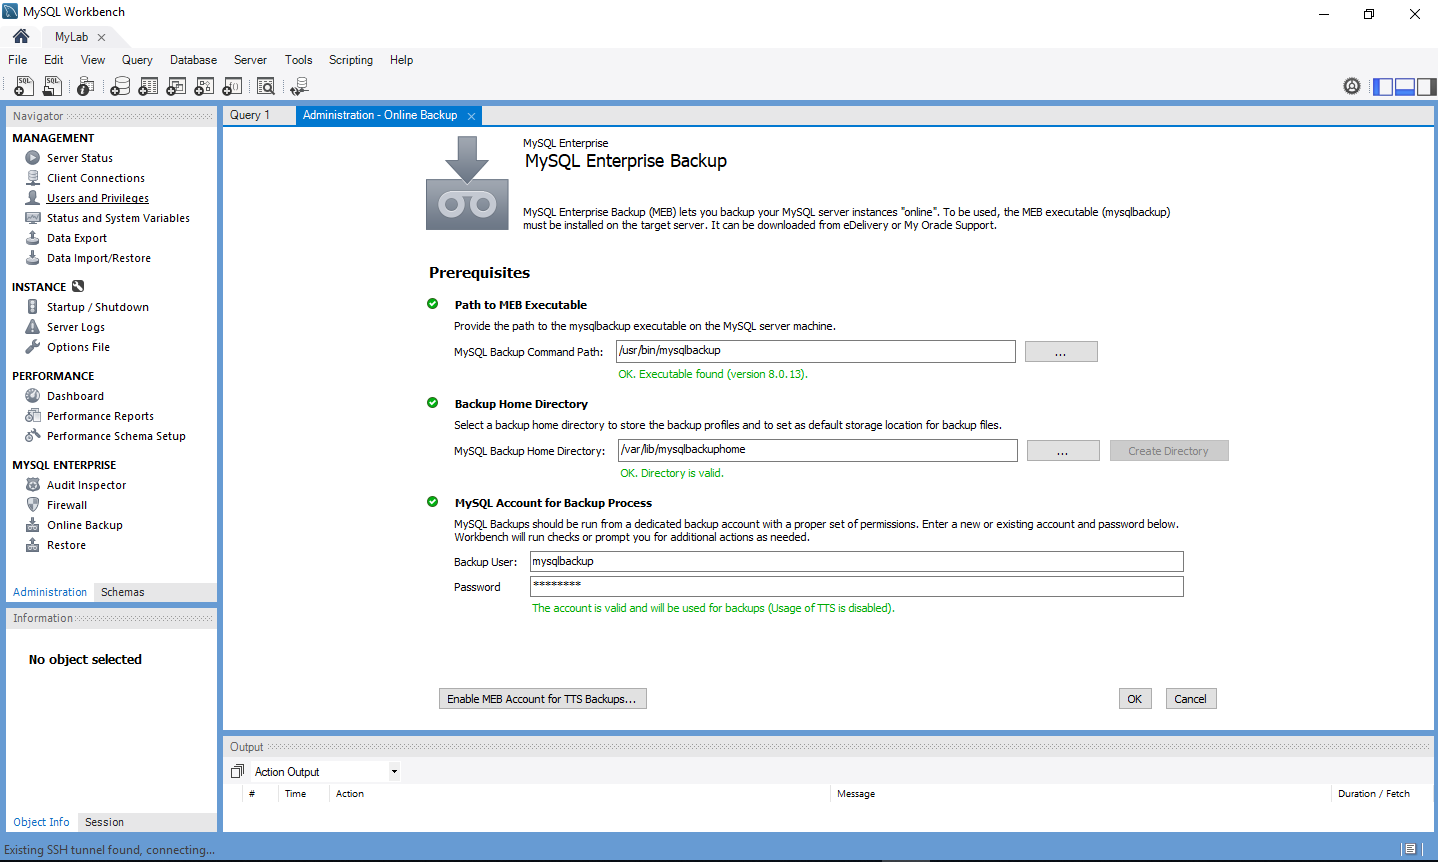 MySQL Workbench
MyLab
File Edit View Query Database Server Tools Scripting Help
Navigator
MANAGEMENT
Server Status
Client Connections
Users and Privileges
Status and System Variables
Data Export
Data Import/Restore
INSTANCE
Startup / Shutdown
Server Logs
Options File
PERFORMANCE
Dashboard
Performance Reports
Performance Schema Setup
MYSQL ENTERPRISE
Audit Inspector
Firewall
Online Backup
Restore
Administration Schemas
Information
No object selected
Object Info Session
Query 1 Administration - Online Backup
MySQL Enterprise
MySQL Enterprise Backup
MySQL Enterprise Backup (MEB) lets you backup your MySQL server instances "online". To be used, the MEB executable (mysqlbackup)
must be installed on the target server. It can be downloaded from eDelivery or My Oracle Support.
Prerequisites
Path to MEB Executable
Provide the path to the mysqlbackup executable on the MySQL server machine.
MySQL Backup Command Path: /usr/bin/mysqlbackup ...
OK. Executable found (version 8.0.13).
Backup Home Directory
Select a backup home directory to store the backup profiles and to set as default storage location for backup files.
MySQL Backup Home Directory: /var/lib/mysqlbackuphome ... Create Directory
OK. Directory is valid.
MySQL Account for Backup Process
MySQL Backups should be run from a dedicated backup account with a proper set of permissions. Enter a new or existing account and password below.
Workbench will run checks or prompt you for additional actions as needed.
Backup User: mysqlbackup
Password ********
The account is valid and will be used for backups (Usage of TTS is disabled).
Enable MEB Account for TTS Backups... OK Cancel
Output
Action Output
# Time Action Message Duration / Fetch
Existing SSH tunnel found, connecting...